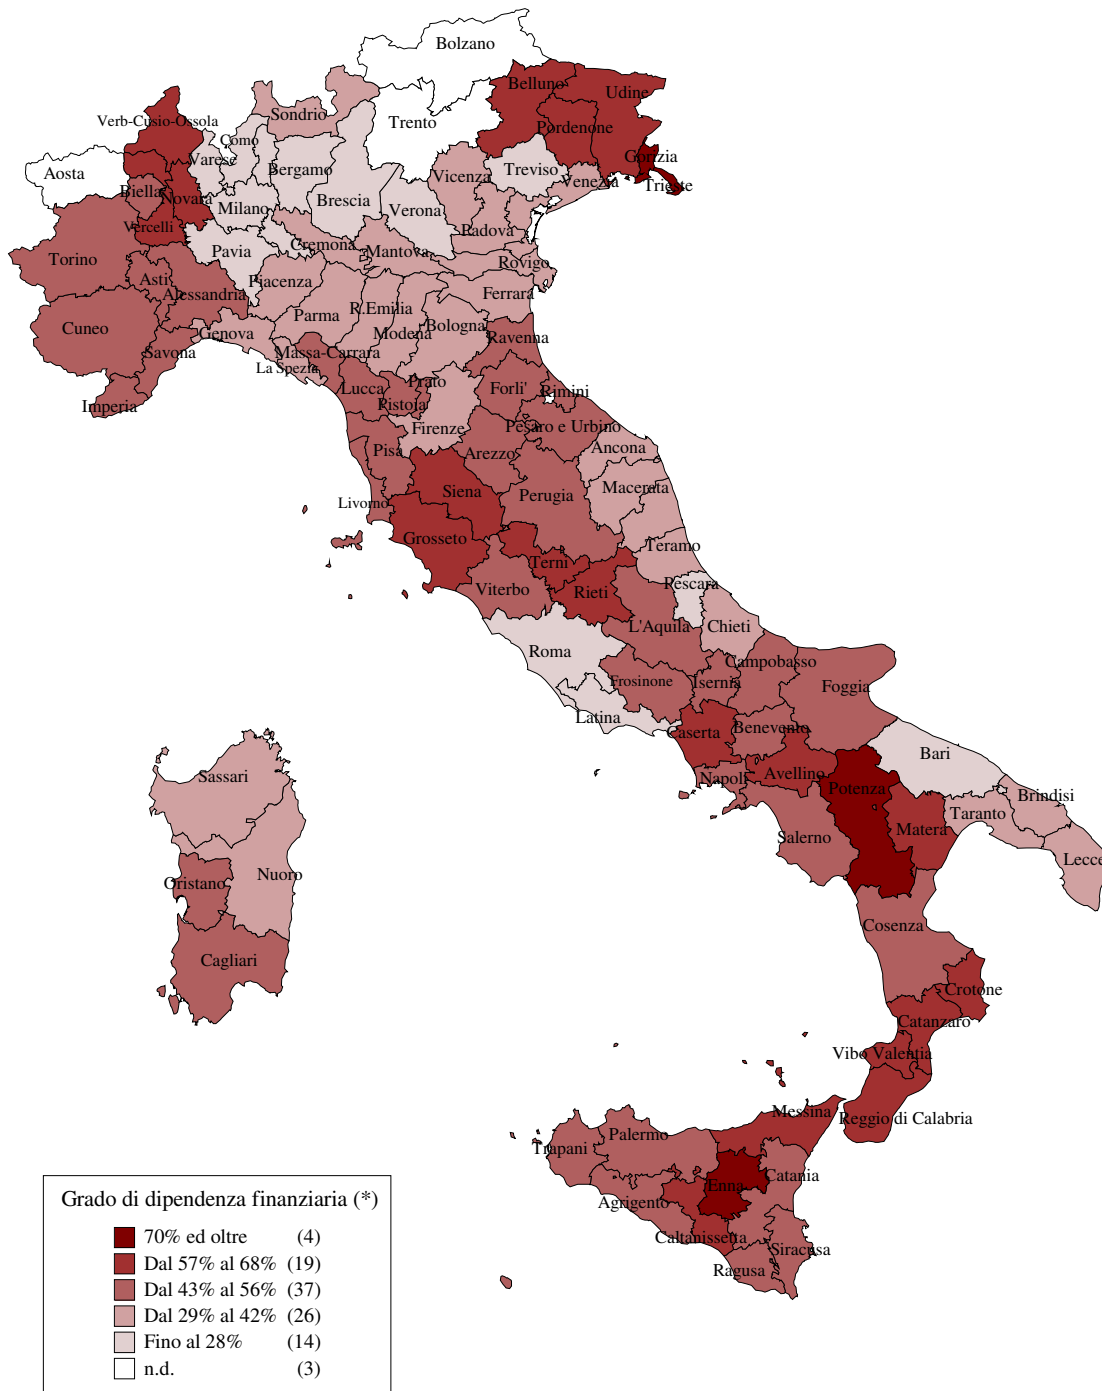 Bolzano
Belluno
Udine
Sondrio
Verb-Cusio-Ossola
Trento
Pordenone
Como
Gorizia
Varese
Bergamo
Treviso
Aosta
Vicenza
Venezia
Trieste
Biella
Novara
Brescia
Milano
Verona
Vercelli
Padova
Cremona
Pavia
Mantova
Torino
Rovigo
Asti
Piacenza
Alessandria
Ferrara
Parma
R.Emilia
Cuneo
Genova
Modena
Bologna
Savona
Massa-Carrara
Ravenna
La Spezia
Prato
Lucca
Forli'
Rimini
Imperia
Pistoia
Firenze
Pesaro e Urbino
Pisa
Arezzo
Ancona
Siena
Perugia
Macerata
Livorno
Grosseto
Teramo
Terni
Pescara
Viterbo
Rieti
L'Aquila
Chieti
Roma
Campobasso
Frosinone
Isernia
Foggia
Latina
Caserta
Benevento
Bari
Sassari
Napoli
Avellino
Potenza
Brindisi
Taranto
Salerno
Matera
Lecce
Nuoro
Oristano
Cosenza
Cagliari
Crotone
Catanzaro
Vibo Valentia
Messina
Reggio di Calabria
Palermo
Trapani
Catania
Enna
Agrigento
Caltanissetta
Siracusa
Ragusa
Grado di dipendenza finanziaria (*)
70% ed oltre (4)
Dal 57% al 68% (19)
Dal 43% al 56% (37)
Dal 29% al 42% (26)
Fino al 28% (14)
n.d. (3)